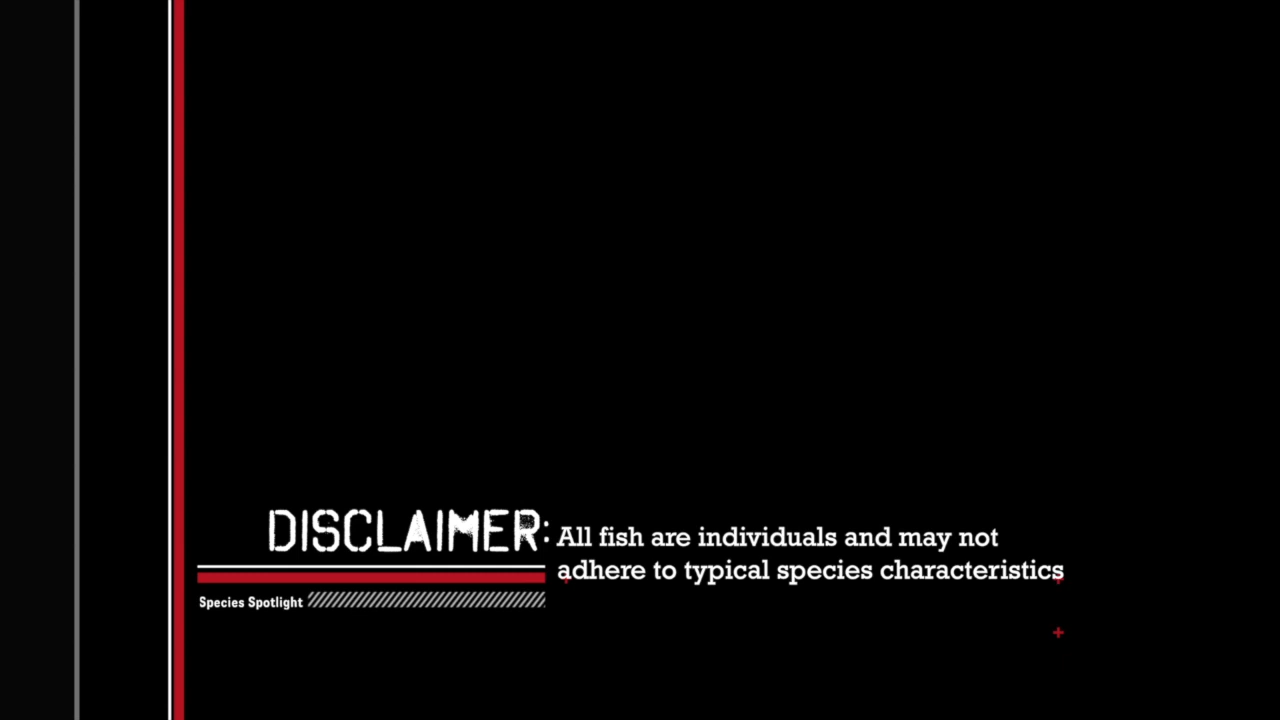 DISCLAIMER:
All fish are individuals and may not
adhere to typical species characteristics
Species Spotlight